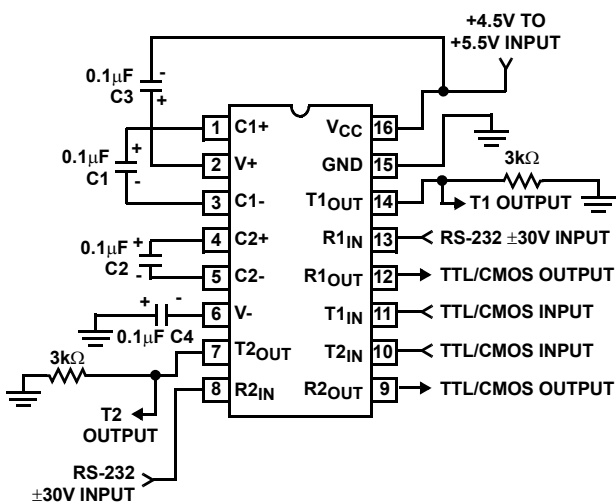 +4.5V TO
+5.5V INPUT
0.1μF
C3
-
+
0.1μF
C1
+
-
0.1μF
C2
+
-
+ -
0.1μF C4
3kΩ
T2
OUTPUT
RS-232
±30V INPUT
1 C1+
2 V+
3 C1-
4 C2+
5 C2-
6 V-
7 T2OUT
8 R2IN
VCC 16
GND 15
T1OUT 14
R1IN 13
R1OUT 12
T1IN 11
T2IN 10
R2OUT 9
3kΩ
T1 OUTPUT
RS-232 ±30V INPUT
TTL/CMOS OUTPUT
TTL/CMOS INPUT
TTL/CMOS INPUT
TTL/CMOS OUTPUT